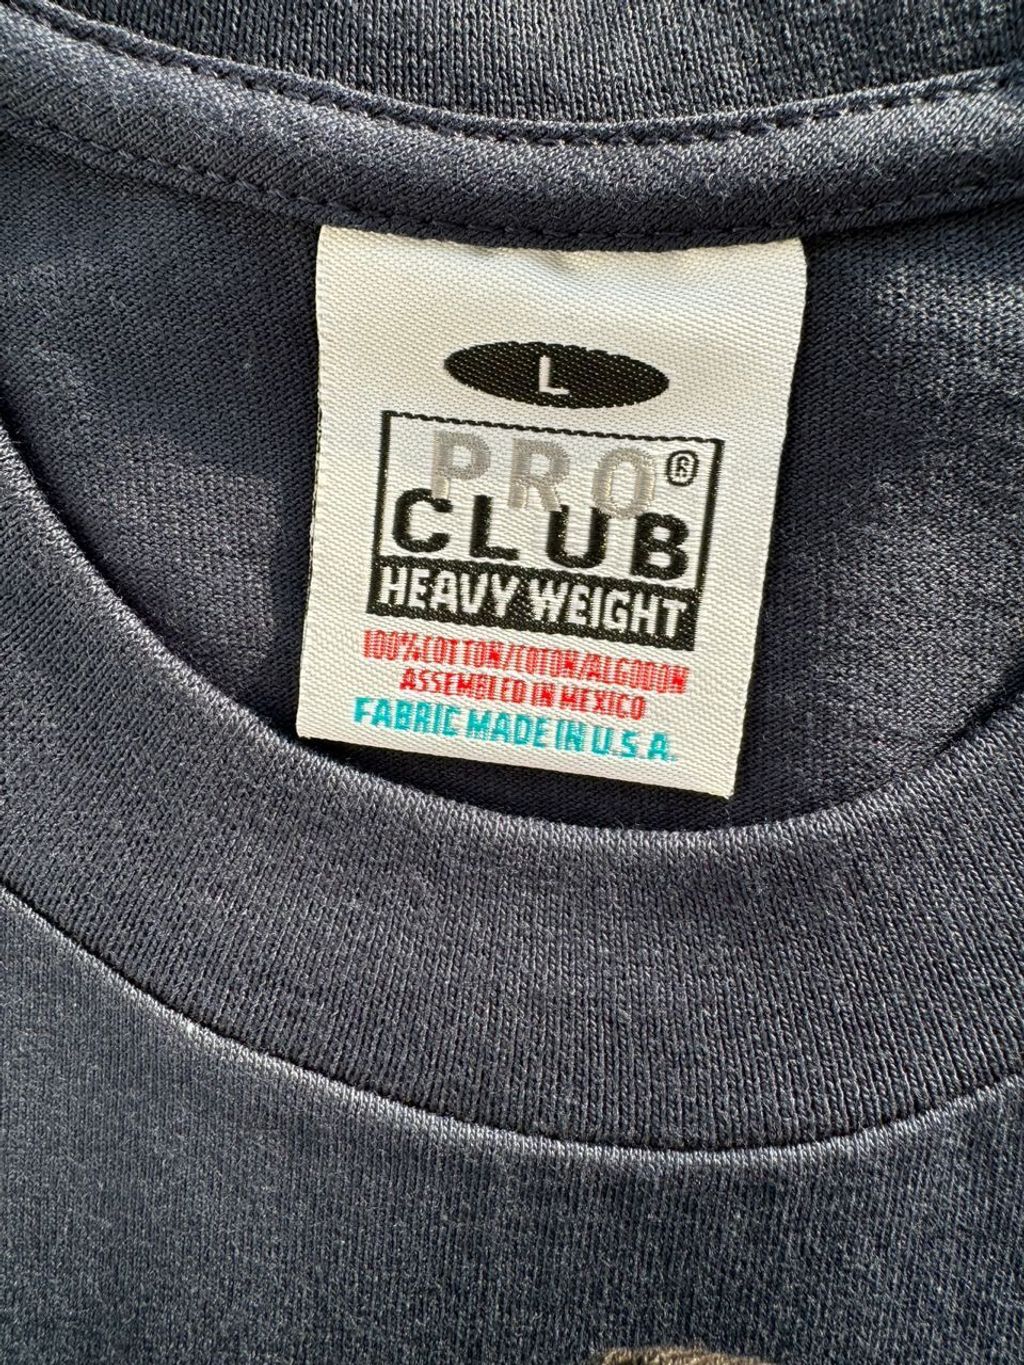 L
PRO®
CLUB
HEAVY WEIGHT
100% COTTON/COTON/ALGODON
ASSEMBLED IN MEXICO
FABRIC MADE IN U.S.A.